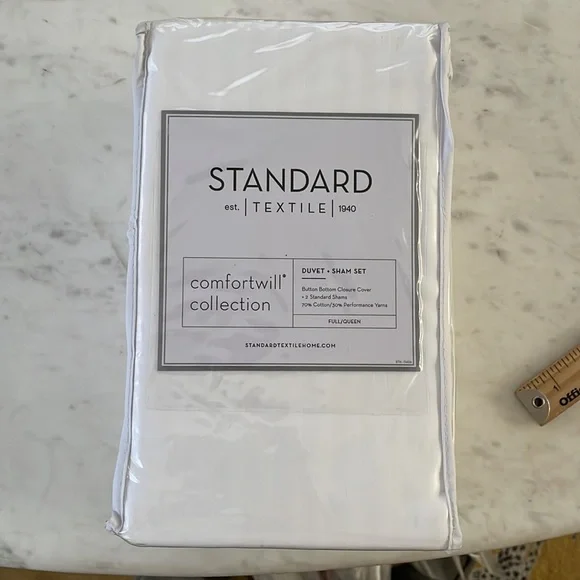 STANDARD
est. | TEXTILE | 1940
comfortwill®
collection
DUVET + SHAM SET
Button Bottom Closure Cover
+ 2 Standard Shams
70% Cotton/30% Performance Yarns
FULL/QUEEN
STANDARDTEXTILEHOME.COM